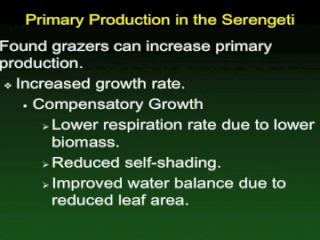 Primary Production in the Serengeti
Found grazers can increase primary
production.
❖ Increased growth rate.
▪ Compensatory Growth
➢ Lower respiration rate due to lower
biomass.
➢ Reduced self-shading.
➢ Improved water balance due to
reduced leaf area.